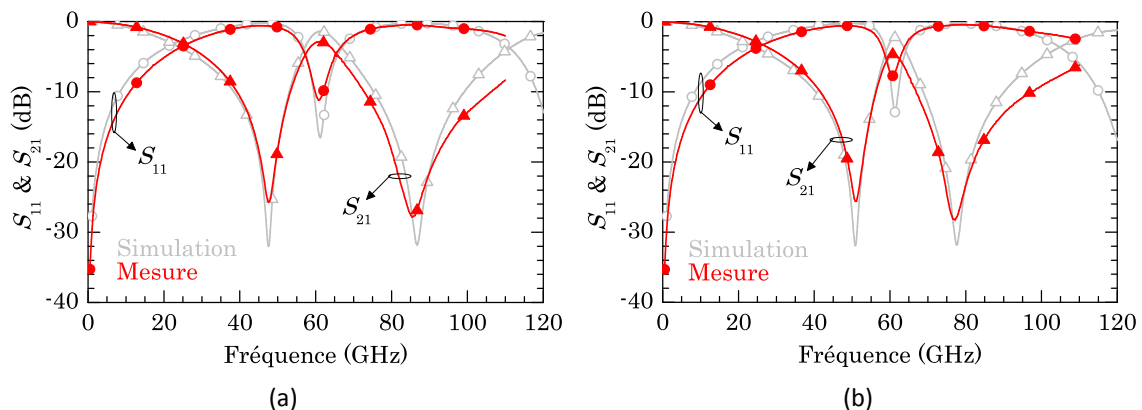 0
-10
-20
-30
-40
S11 & S21 (dB)
S11
S21
Simulation
Mesure
0 20 40 60 80 100 120
Fréquence (GHz)
(a)
0
-10
-20
-30
-40
S11 & S21 (dB)
S11
S21
Simulation
Mesure
0 20 40 60 80 100 120
Fréquence (GHz)
(b)